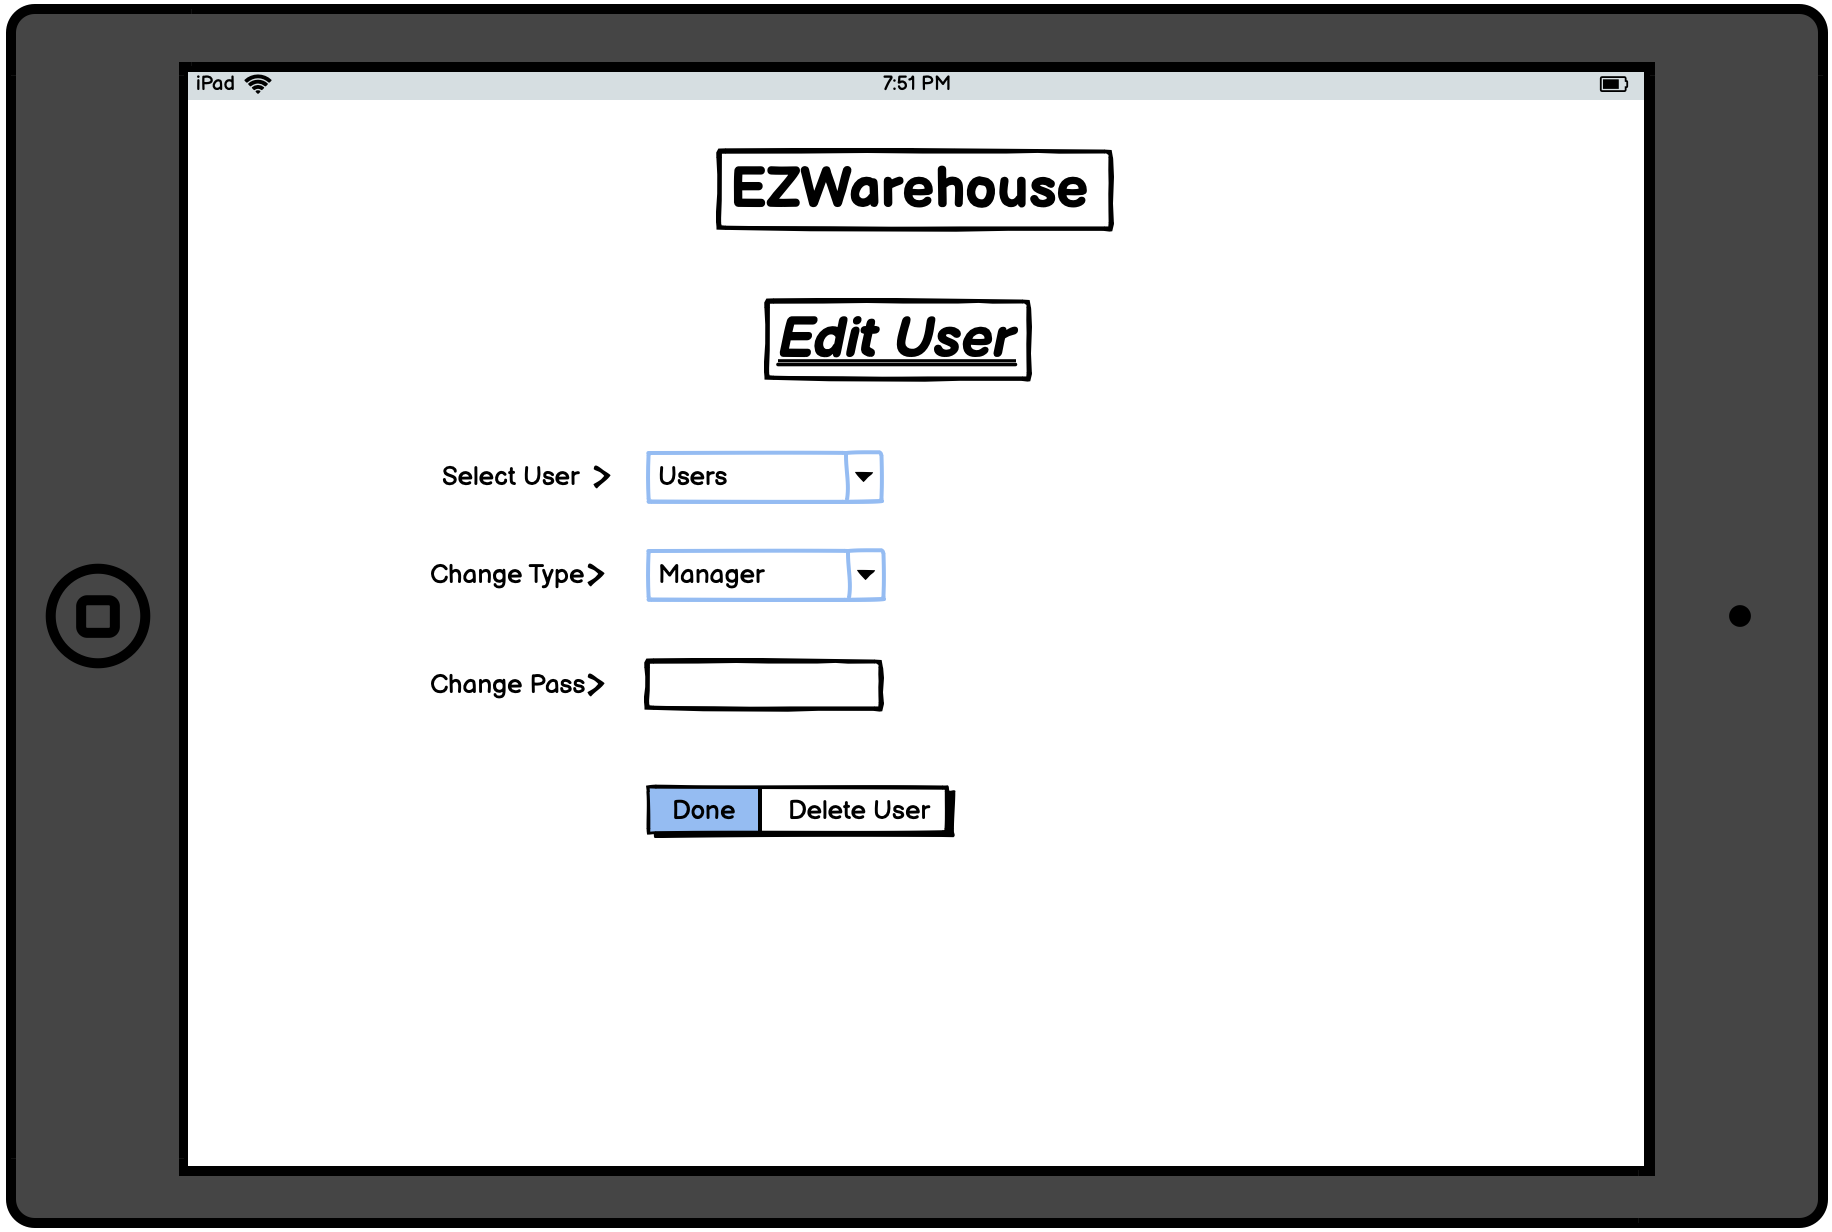 iPad 7:51 PM
EZWarehouse
Edit User
Select User > Users
Change Type > Manager
Change Pass >
Done Delete User